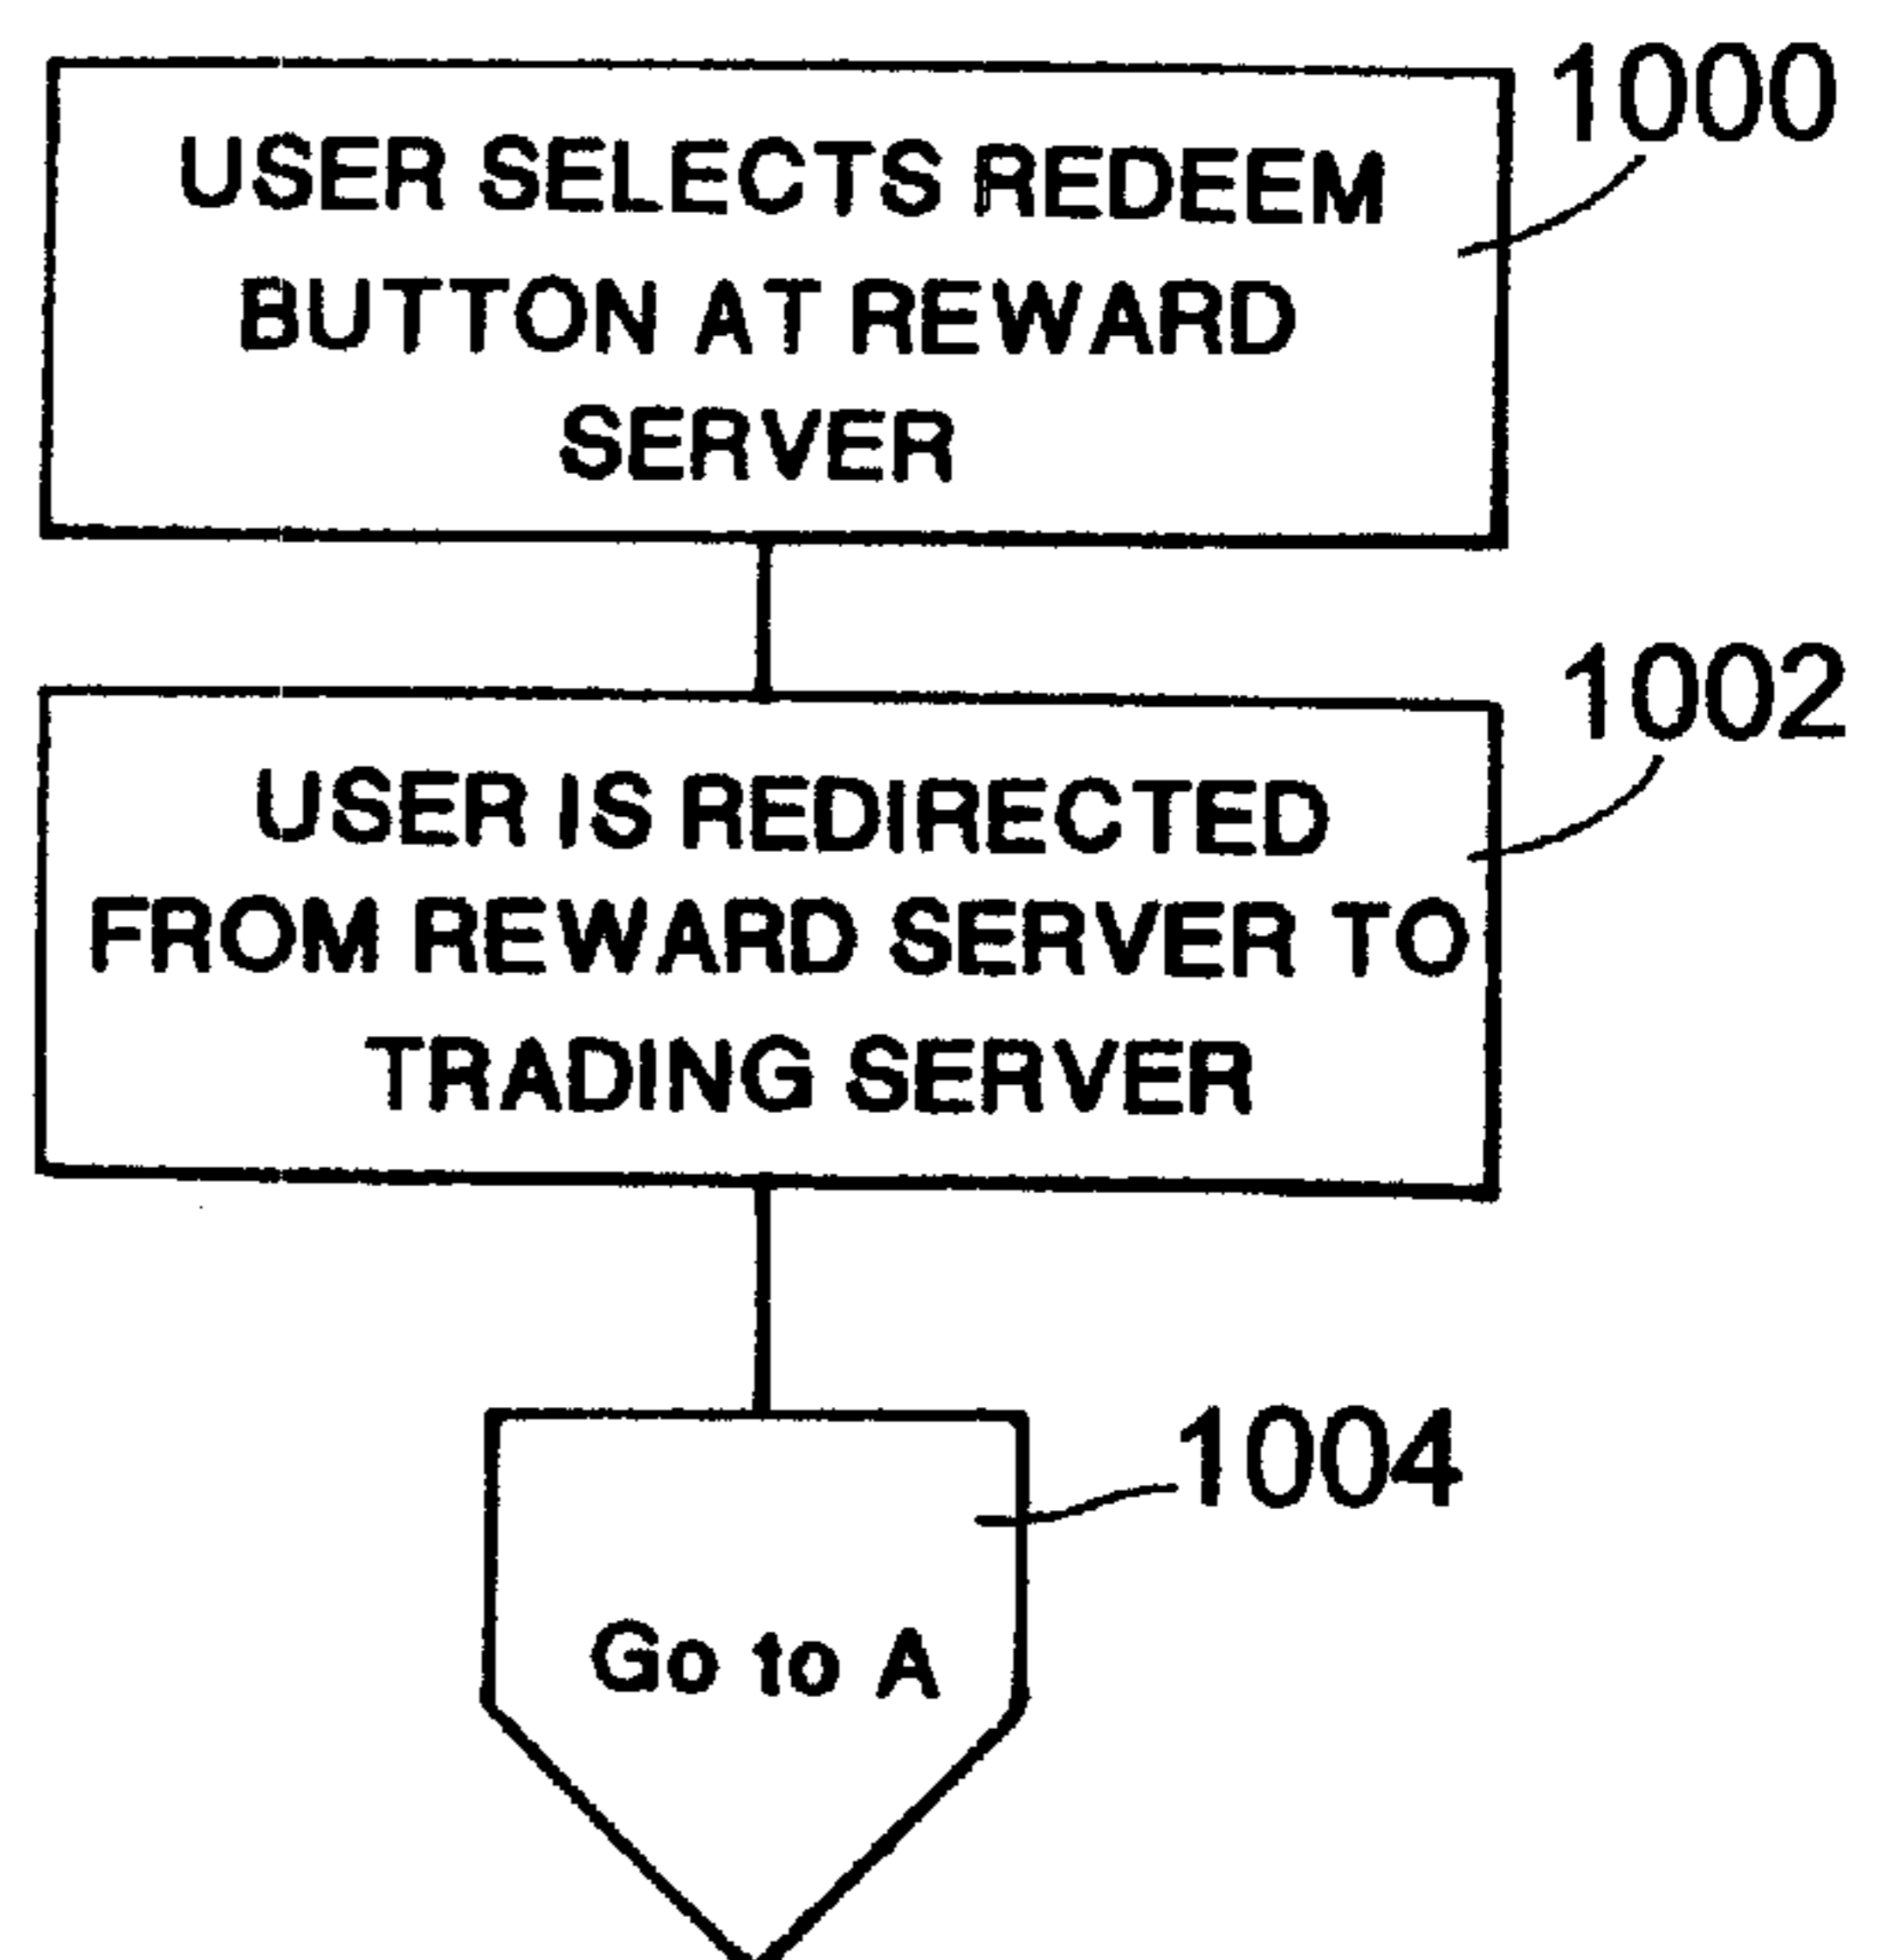 1000
USER SELECTS REDEEM
BUTTON AT REWARD
SERVER
1002
USER IS REDIRECTED
FROM REWARD SERVER TO
TRADING SERVER
1004
Go to A